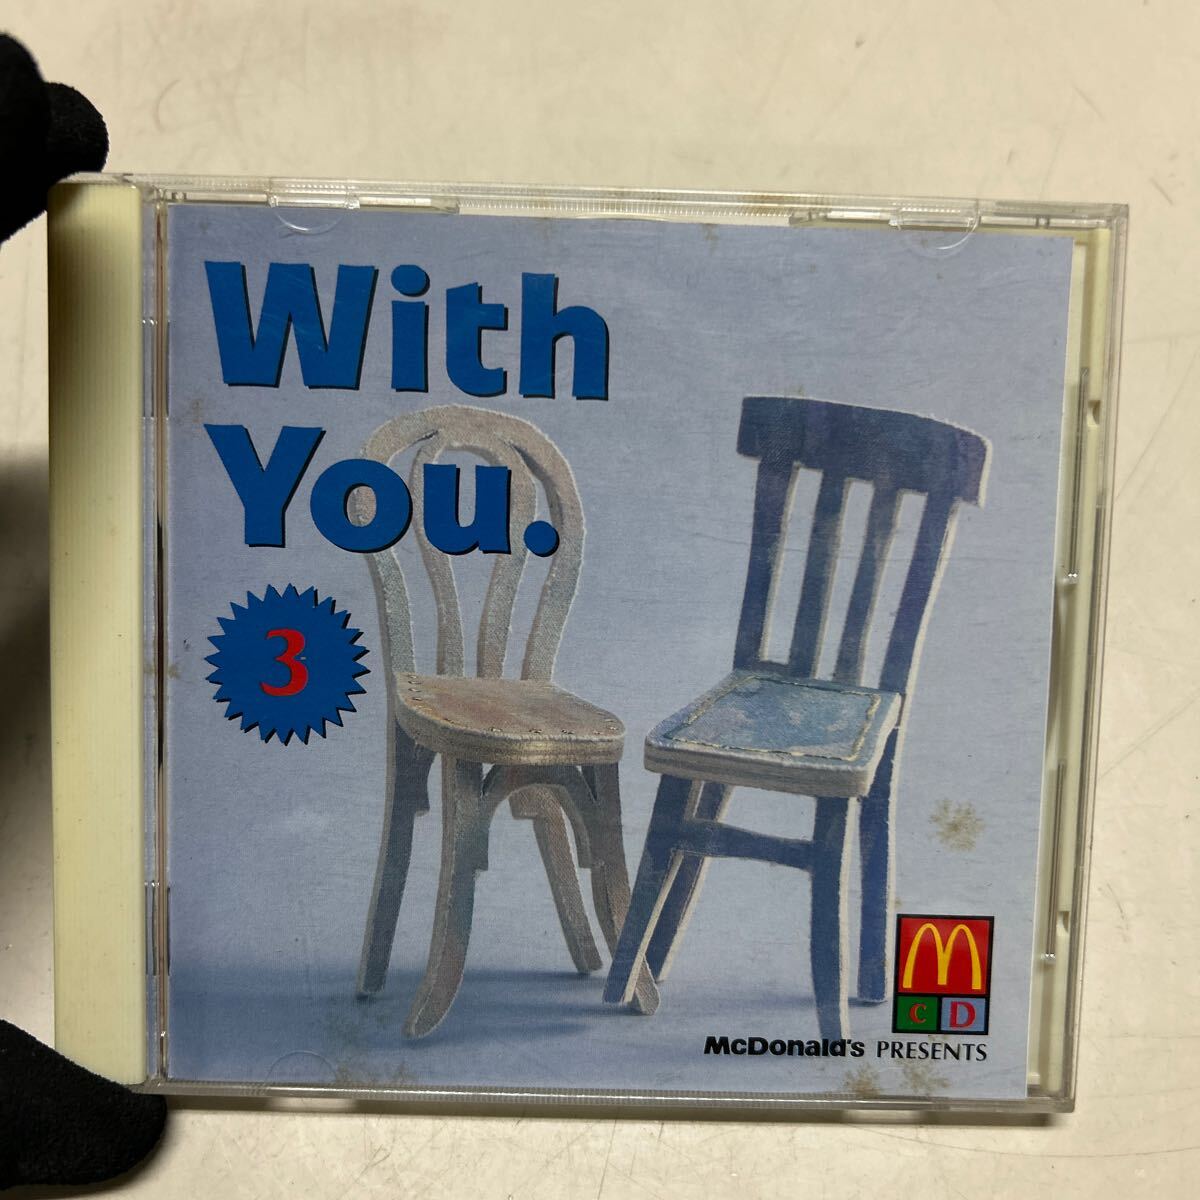 With
You.
3
M
C D
McDonald's PRESENTS